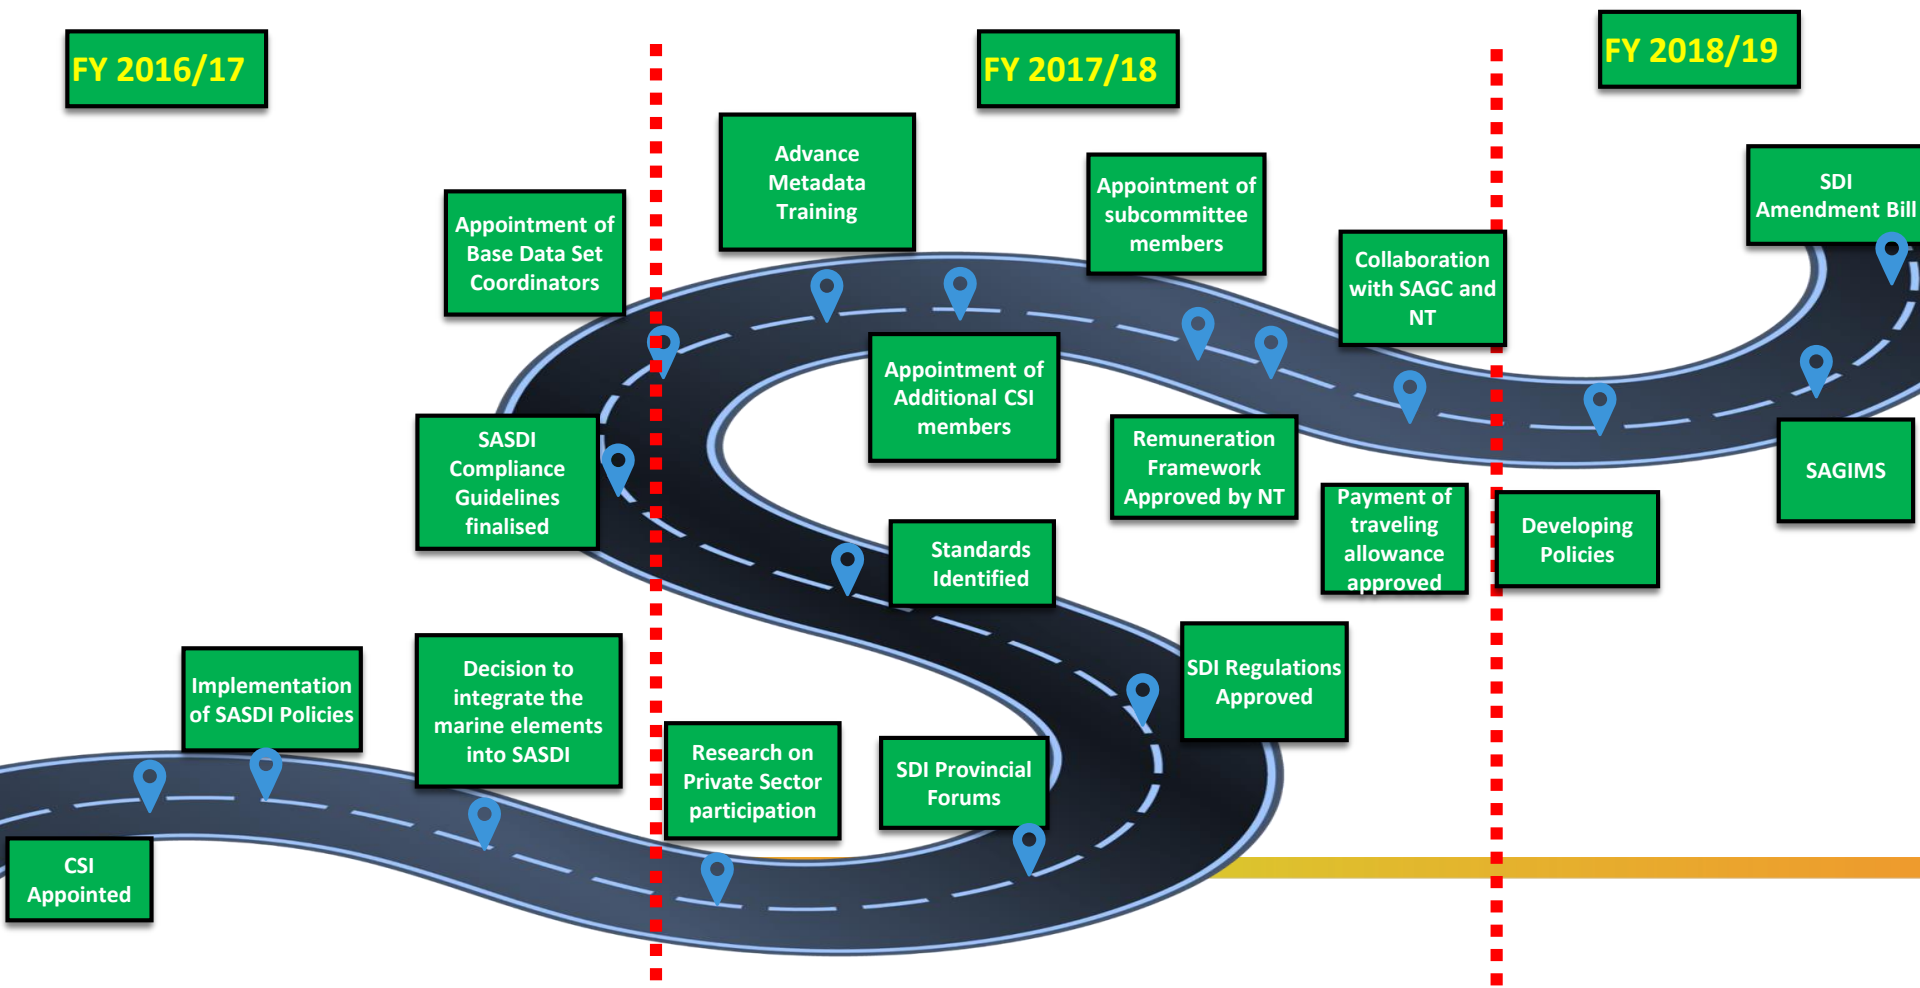 FY 2016/17
FY 2017/18
FY 2018/19
Advance
Metadata
Training
Appointment of
subcommittee
members
SDI
Amendment Bill
Appointment of
Base Data Set
Coordinators
Collaboration
with SAGC and
NT
Appointment of
Additional CSI
members
SASDI
Compliance
Guidelines
finalised
Remuneration
Framework
Approved by NT
SAGIMS
Payment of
traveling
allowance
approved
Developing
Policies
Standards
Identified
SDI Regulations
Approved
Implementation
of SASDI Policies
Decision to
integrate the
marine elements
into SASDI
Research on
Private Sector
participation
SDI Provincial
Forums
CSI
Appointed